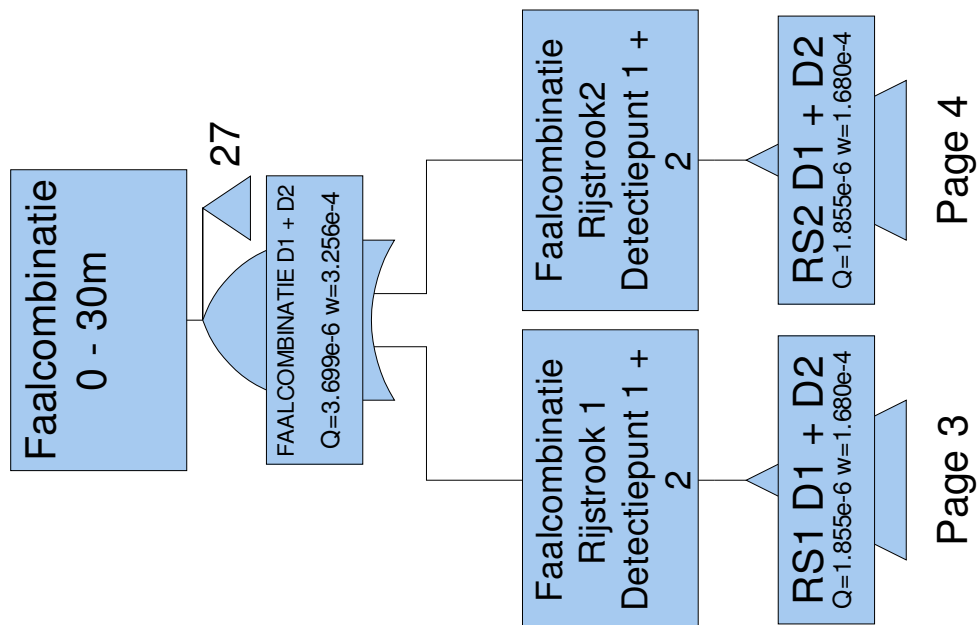 Faalcombinatie
0 - 30m
27
FAALCOMBINATIE D1 + D2
Q=3.699e-6 w=3.256e-4
Faalcombinatie
Rijstrook 1
Detectiepunt 1 +
2
Faalcombinatie
Rijstrook2
Detectiepunt 1 +
2
RS1 D1 + D2
Q=1.855e-6 w=1.680e-4
RS2 D1 + D2
Q=1.855e-6 w=1.680e-4
Page 3
Page 4